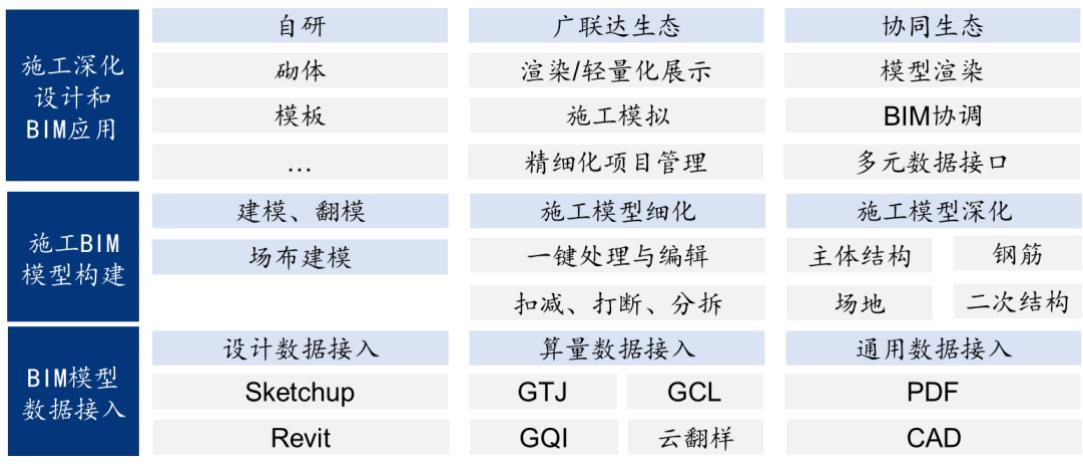 施工深化
设计和
BIM应用
自研 广联达生态 协同生态
砌体 渲染/轻量化展示 模型渲染
模板 施工模拟 BIM协调
… 精细化项目管理 多元数据接口
施工BIM
模型构建
建模、翻模 施工模型细化 施工模型深化
场布建模 一键处理与编辑 主体结构 钢筋
扣减、打断、分拆 场地 二次结构
BIM模型
数据接入
设计数据接入 算量数据接入 通用数据接入
Sketchup GTJ GCL PDF
Revit GQI 云翻样 CAD